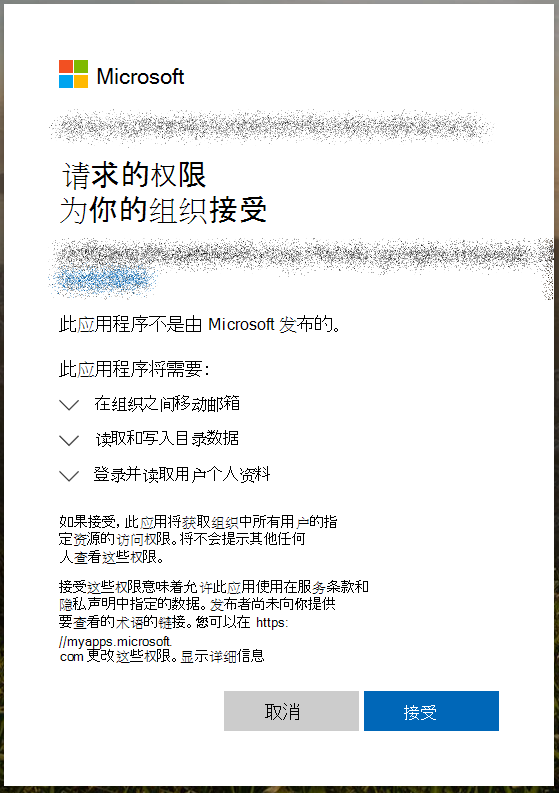 Microsoft
请求的权限
为你的组织接受
此应用程序不是由 Microsoft 发布的。
此应用程序将需要:
在组织之间移动邮箱
读取和写入目录数据
登录并读取用户个人资料
如果接受，此应用将获取组织中所有用户的指
定资源的访问权限。将不会提示其他任何
人查看这些权限。
接受这些权限意味着允许此应用使用在服务条款和
隐私声明中指定的数据。发布者尚未向你提供
要查看的术语的链接。您可以在 https:
//myapps.microsoft.
com 更改这些权限。显示详细信息
取消
接受